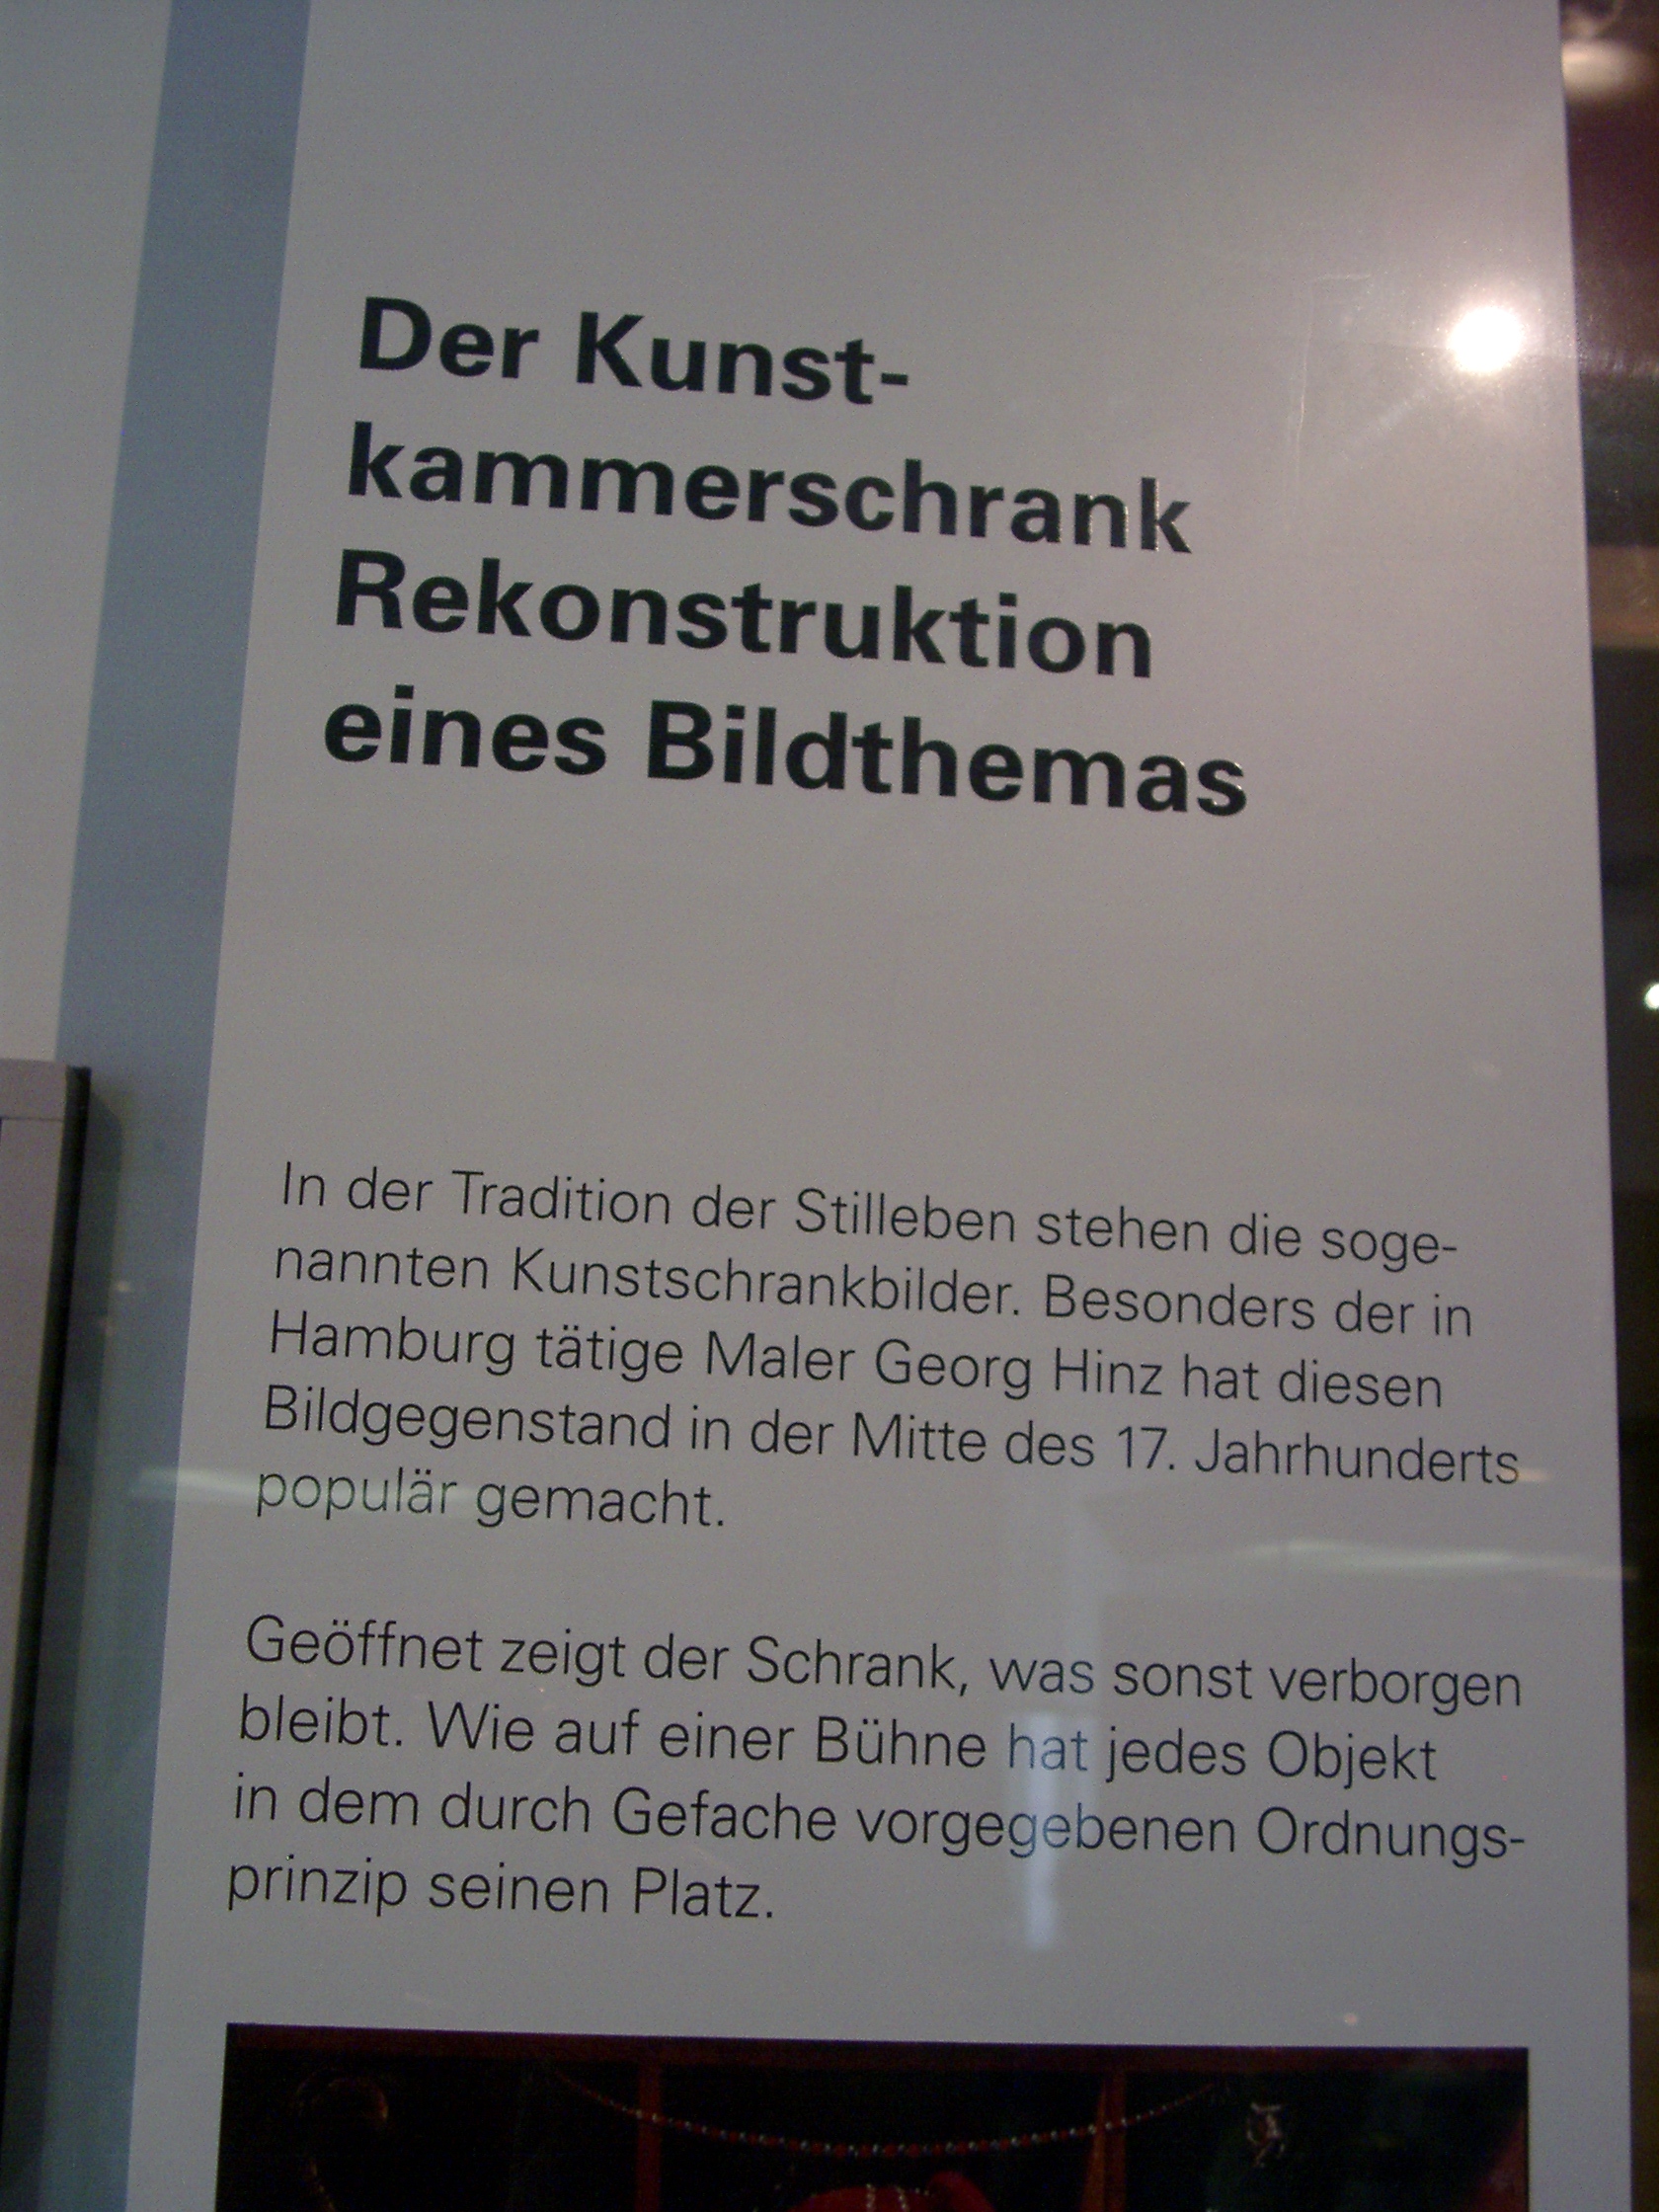 Der Kunst-
kammerschrank
Rekonstruktion
eines Bildthemas
In der Tradition der Stilleben stehen die soge-
nannten Kunstschrankbilder. Besonders der in
Hamburg tätige Maler Georg Hinz hat diesen
Bildgegenstand in der Mitte des 17. Jahrhunderts
populär gemacht.
Geöffnet zeigt der Schrank, was sonst verborgen
bleibt. Wie auf einer Bühne hat jedes Objekt
in dem durch Gefache vorgegebenen Ordnungs-
prinzip seinen Platz.